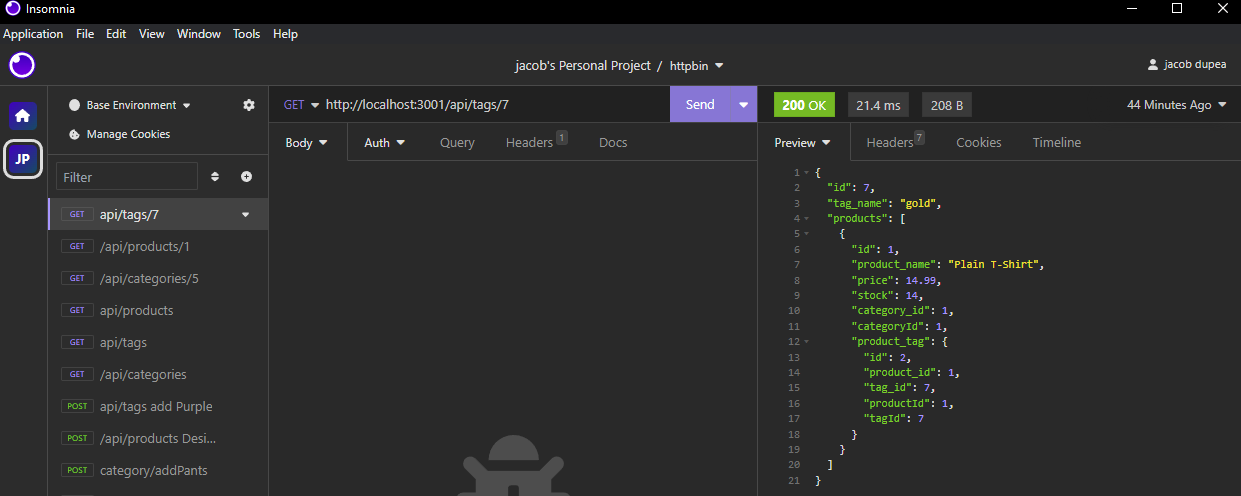 Insomnia
Application File Edit View Window Tools Help
jacob's Personal Project / httpbin
jacob dupea
JP
Base Environment
Manage Cookies
Filter
GET api/tags/7
GET /api/products/1
GET /api/categories/5
GET api/products
GET api/tags
GET /api/categories
POST api/tags add Purple
POST /api/products Desi...
POST category/addPants
GET http://localhost:3001/api/tags/7 Send
Body Auth Query Headers 1 Docs
200 OK 21.4 ms 208 B 44 Minutes Ago
Preview Headers 7 Cookies Timeline
1 {
2 "id": 7,
3 "tag_name": "gold",
4 "products": [
5 {
6 "id": 1,
7 "product_name": "Plain T-Shirt",
8 "price": 14.99,
9 "stock": 14,
10 "category_id": 1,
11 "categoryId": 1,
12 "product_tag": {
13 "id": 2,
14 "product_id": 1,
15 "tag_id": 7,
16 "productId": 1,
17 "tagId": 7
18 }
19 }
20 ]
21 }